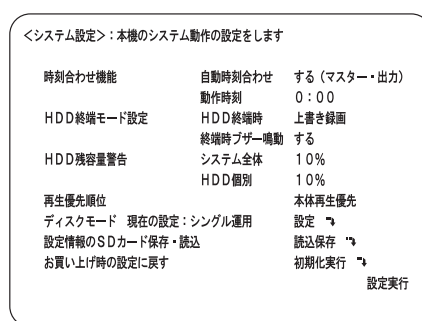 ＜システム設定＞：本機のシステム動作の設定をします
時刻合わせ機能 自動時刻合わせ する（マスター・出力）
動作時刻 ０：００
ＨＤＤ終端モード設定 ＨＤＤ終端時 上書き録画
終端時ブザー鳴動 する
ＨＤＤ残容量警告 システム全体 １０％
ＨＤＤ個別 １０％
再生優先順位 本体再生優先
ディスクモード 現在の設定：シングル運用 設定 ↴
設定情報のＳＤカード保存・読込 読込保存 ↴
お買い上げ時の設定に戻す 初期化実行 ↴
設定実行